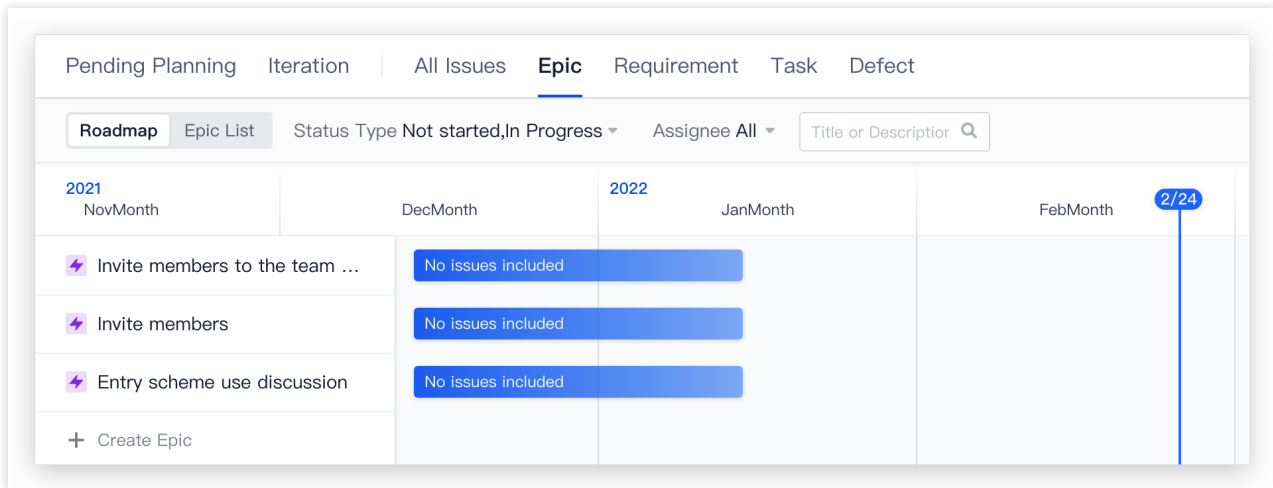 Pending Planning Iteration All Issues Epic Requirement Task Defect
Roadmap Epic List Status Type Not started,In Progress Assignee All Title or Description
2021 2022
NovMonth DecMonth JanMonth FebMonth 2/24
Invite members to the team ... No issues included
Invite members No issues included
Entry scheme use discussion No issues included
Create Epic